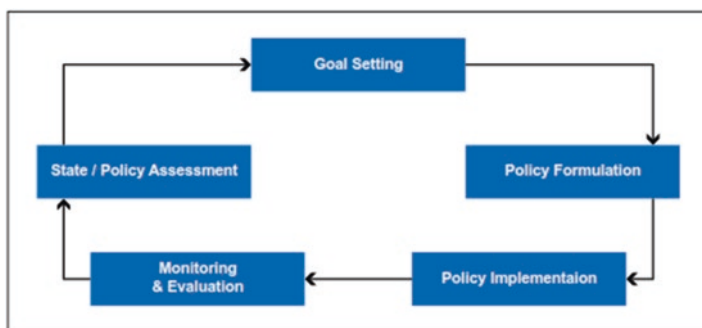 Goal Setting
State / Policy Assessment
Policy Formulation
Monitoring
& Evaluation
Policy Implementaion